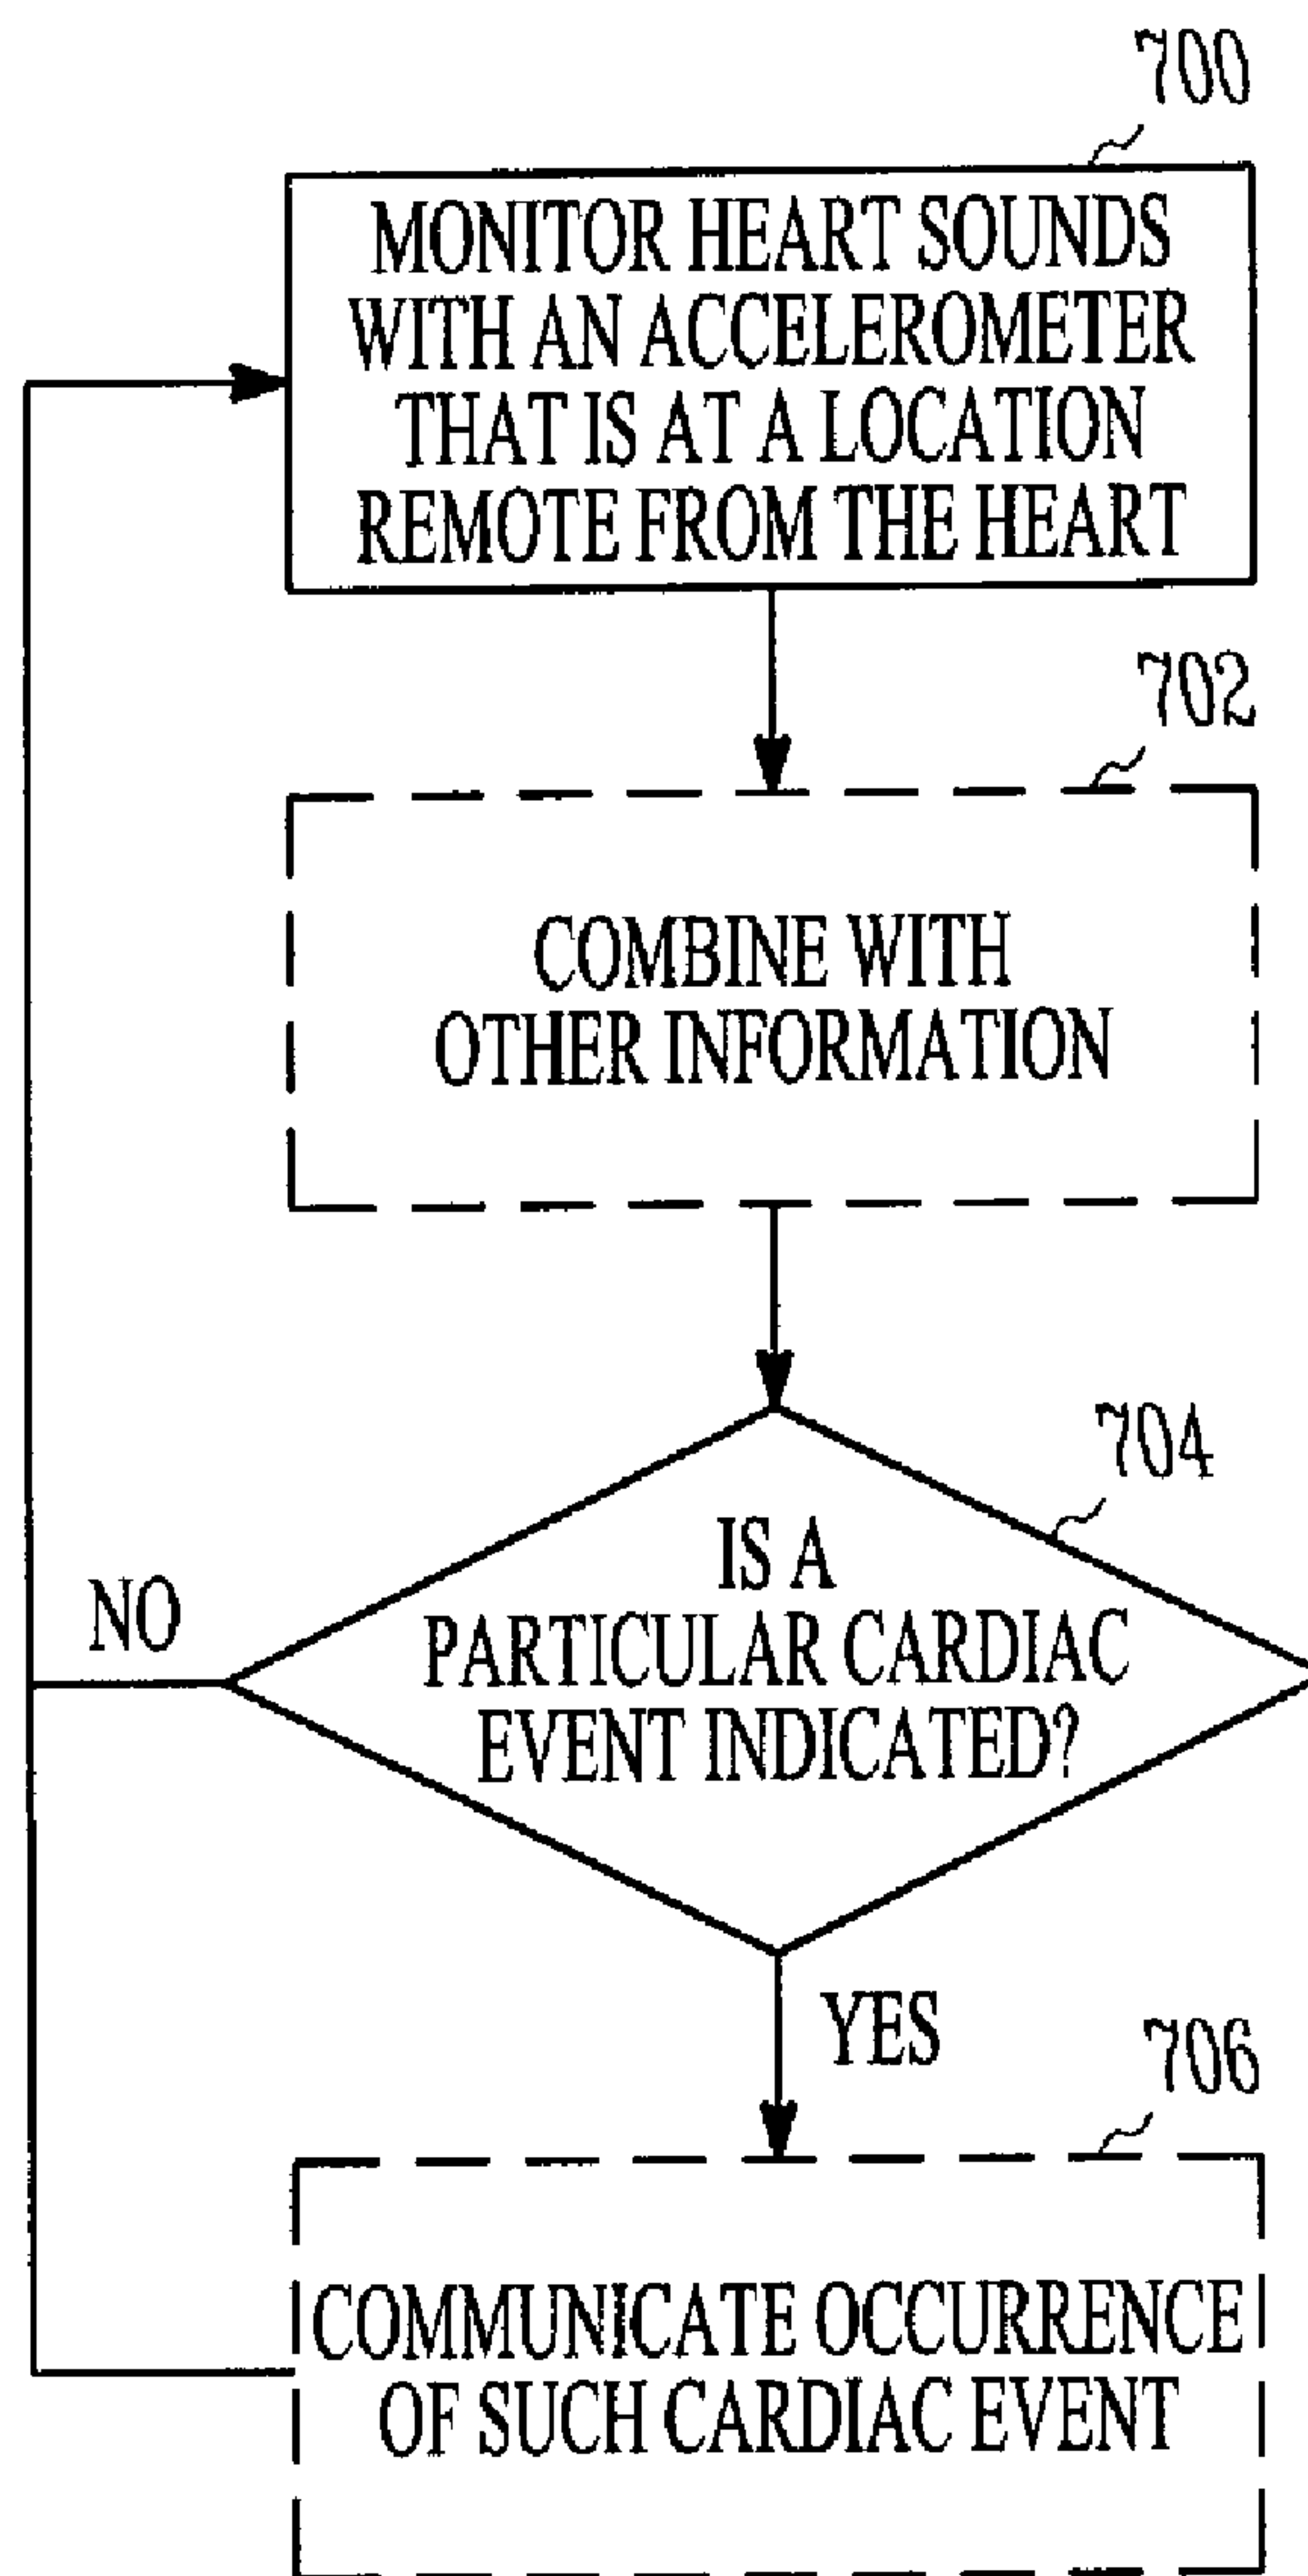 700
MONITOR HEART SOUNDS
WITH AN ACCELEROMETER
THAT IS AT A LOCATION
REMOTE FROM THE HEART
702
COMBINE WITH
OTHER INFORMATION
704
IS A
PARTICULAR CARDIAC
EVENT INDICATED?
NO
YES
706
COMMUNICATE OCCURRENCE
OF SUCH CARDIAC EVENT